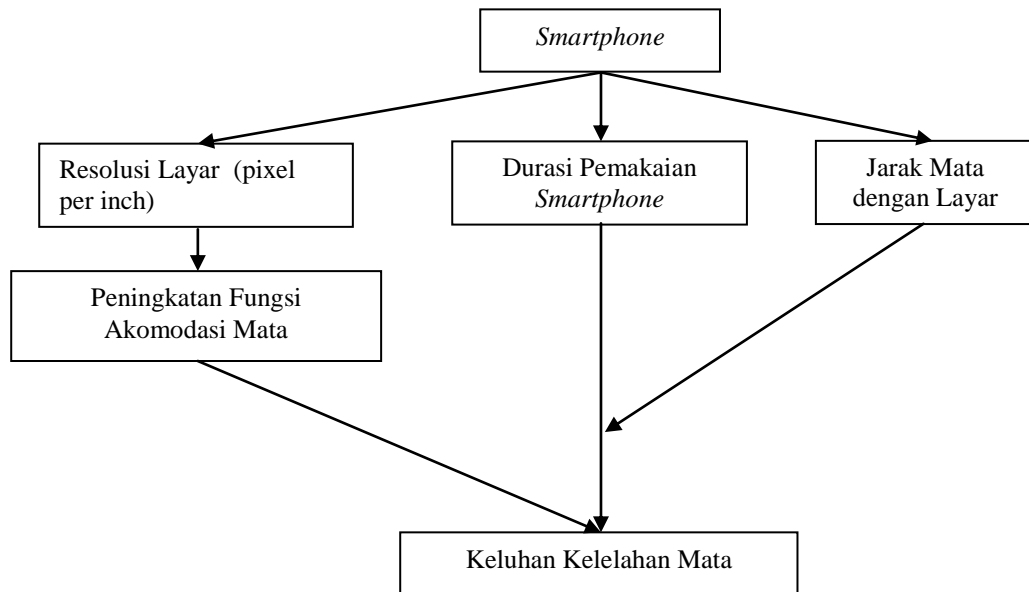 Smartphone
Resolusi Layar (pixel
per inch)
Durasi Pemakaian
Smartphone
Jarak Mata
dengan Layar
Peningkatan Fungsi
Akomodasi Mata
Keluhan Kelelahan Mata